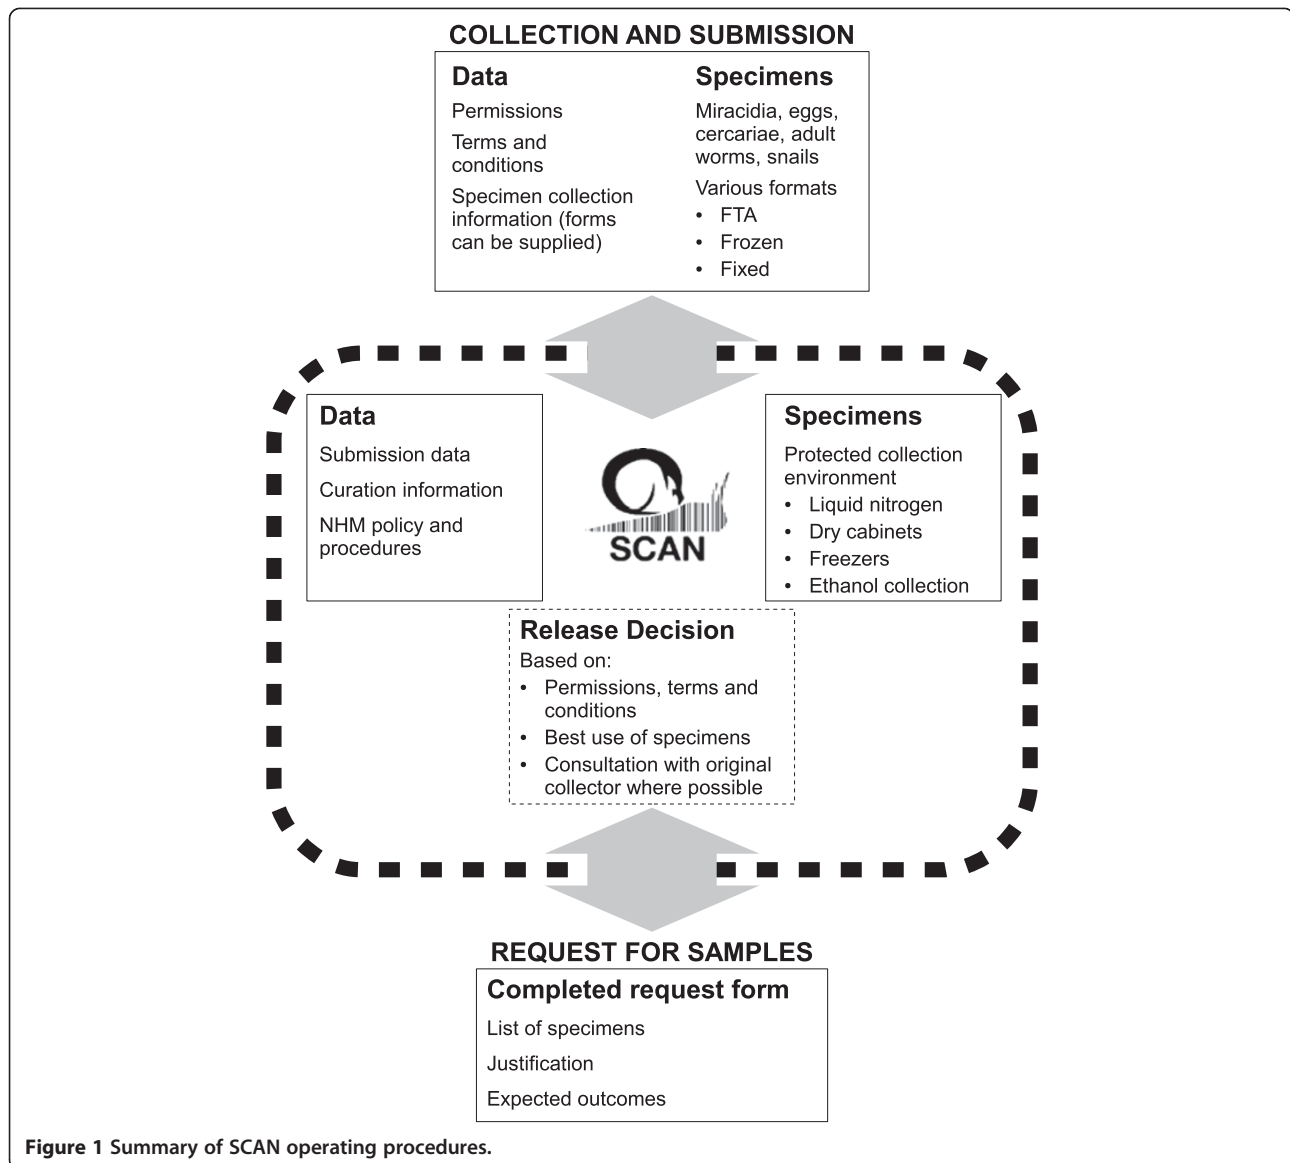 COLLECTION AND SUBMISSION
Data
Permissions
Terms and
conditions
Specimen collection
information (forms
can be supplied)
Specimens
Miracidia, eggs,
cercariae, adult
worms, snails
Various formats
• FTA
• Frozen
• Fixed
Data
Submission data
Curation information
NHM policy and
procedures
SCAN
Specimens
Protected collection
environment
• Liquid nitrogen
• Dry cabinets
• Freezers
• Ethanol collection
Release Decision
Based on:
• Permissions, terms and
conditions
• Best use of specimens
• Consultation with original
collector where possible
REQUEST FOR SAMPLES
Completed request form
List of specimens
Justification
Expected outcomes
Figure 1 Summary of SCAN operating procedures.